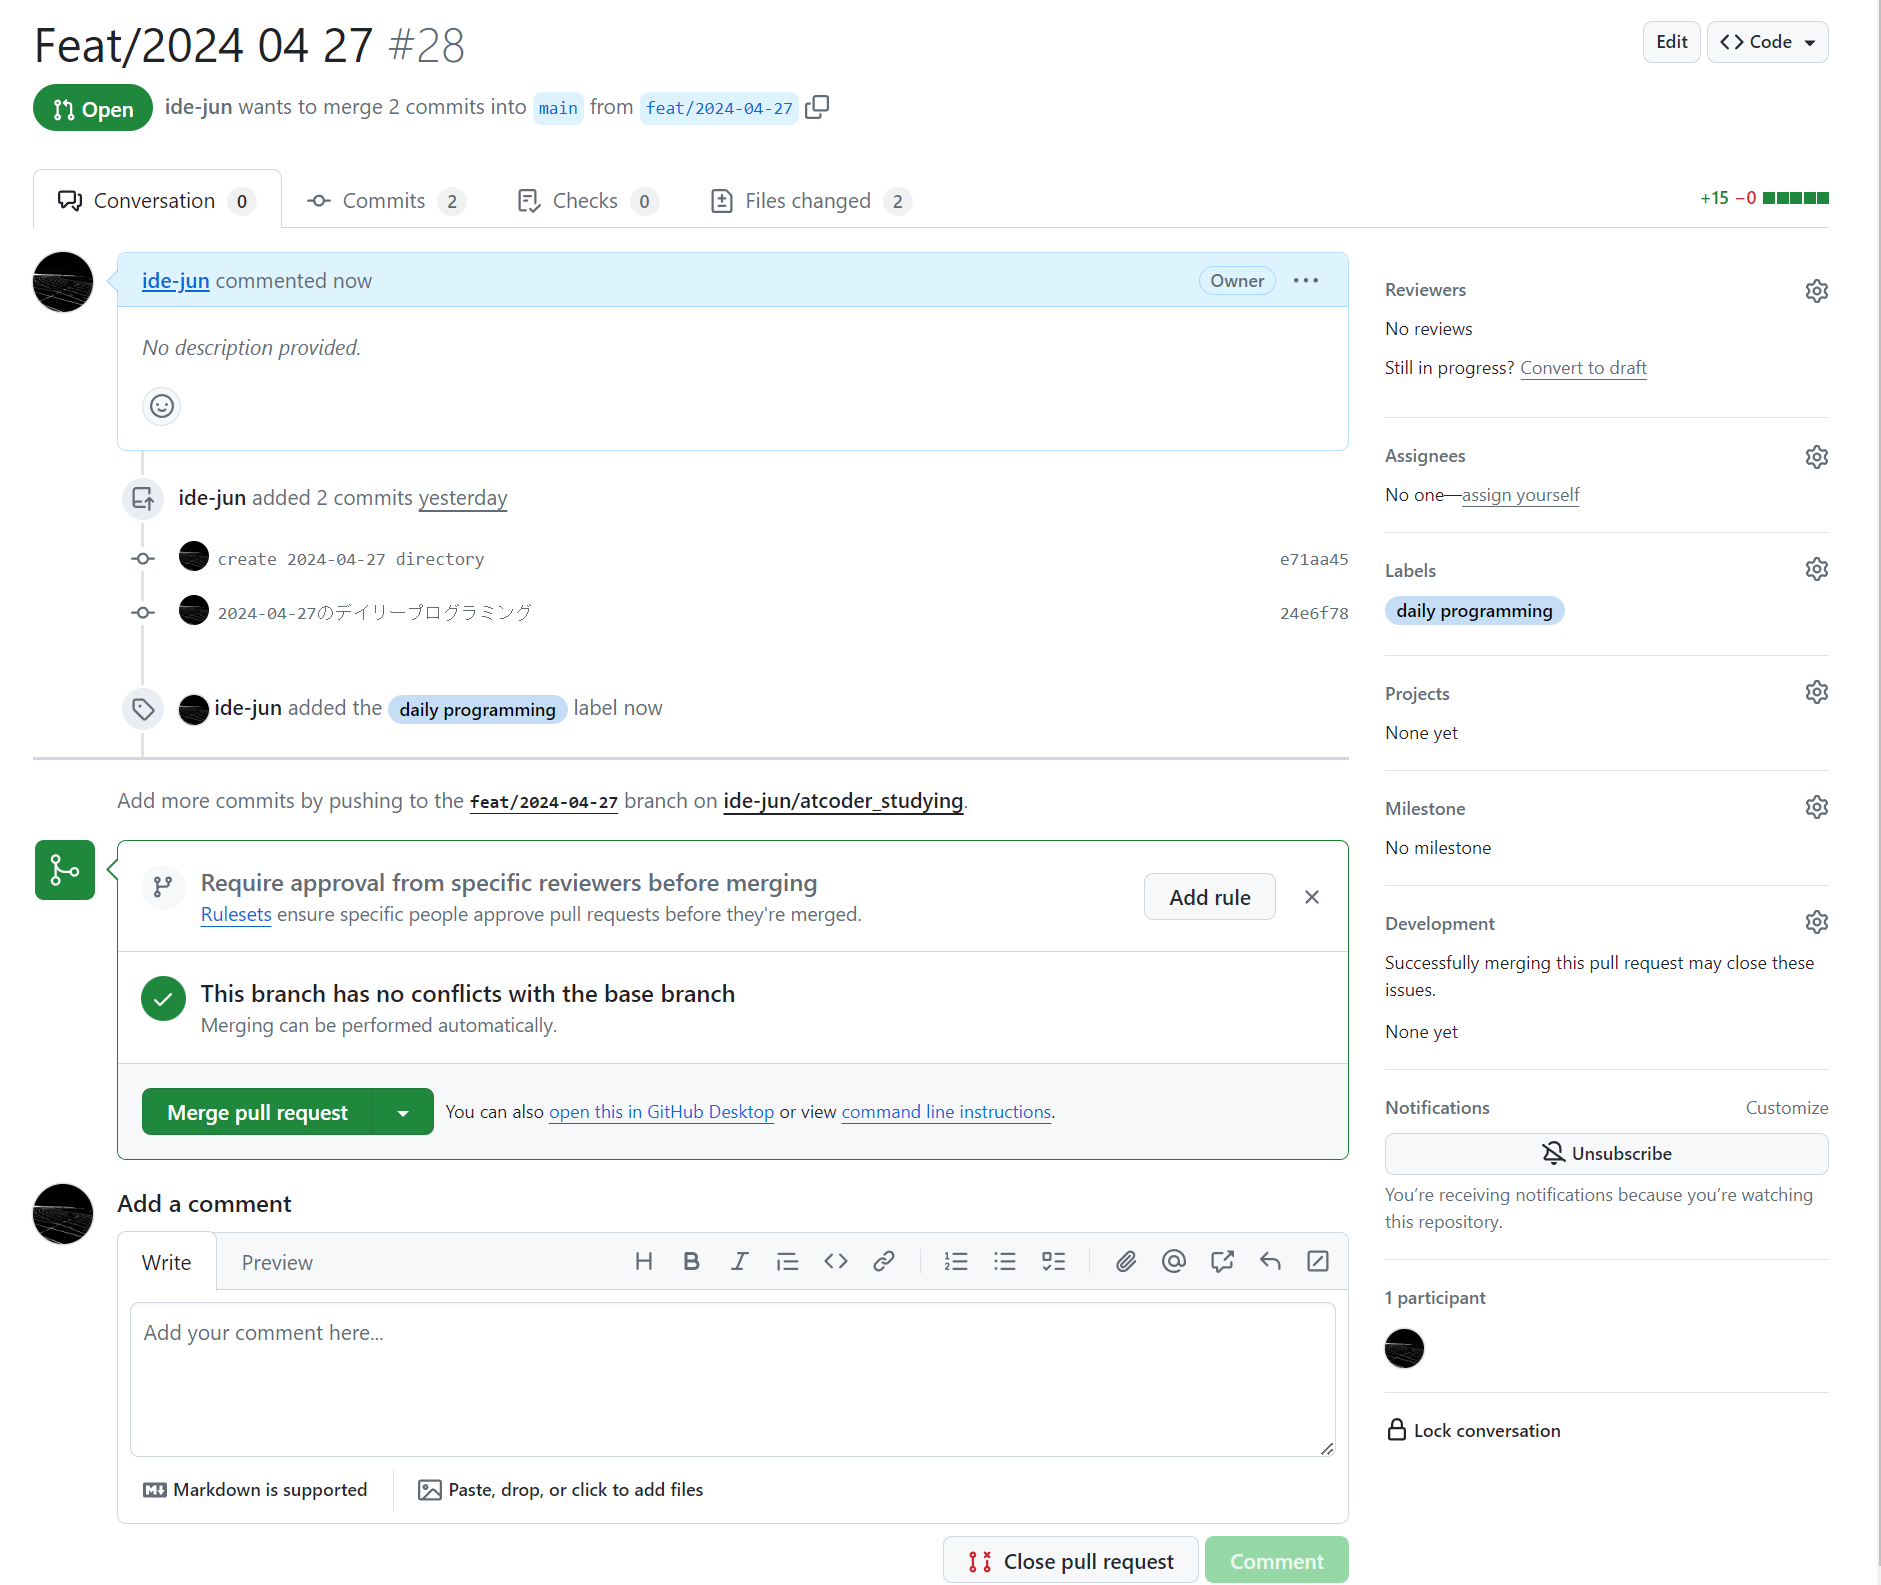 Feat/2024 04 27 #28
Edit
Code
Open
ide-jun wants to merge 2 commits into main from feat/2024-04-27
Conversation 0
Commits 2
Checks 0
Files changed 2
+15 −0
ide-jun commented now
Owner
No description provided.
ide-jun added 2 commits yesterday
create 2024-04-27 directory
e71aa45
2024-04-27のデイリープログラミング
24e6f78
ide-jun added the daily programming label now
Add more commits by pushing to the feat/2024-04-27 branch on ide-jun/atcoder_studying.
Require approval from specific reviewers before merging
Rulesets ensure specific people approve pull requests before they're merged.
Add rule
This branch has no conflicts with the base branch
Merging can be performed automatically.
Merge pull request
You can also open this in GitHub Desktop or view command line instructions.
Add a comment
Write
Preview
Add your comment here...
Markdown is supported
Paste, drop, or click to add files
Close pull request
Comment
Reviewers
No reviews
Still in progress? Convert to draft
Assignees
No one—assign yourself
Labels
daily programming
Projects
None yet
Milestone
No milestone
Development
Successfully merging this pull request may close these
issues.
None yet
Notifications
Customize
Unsubscribe
You’re receiving notifications because you’re watching
this repository.
1 participant
Lock conversation